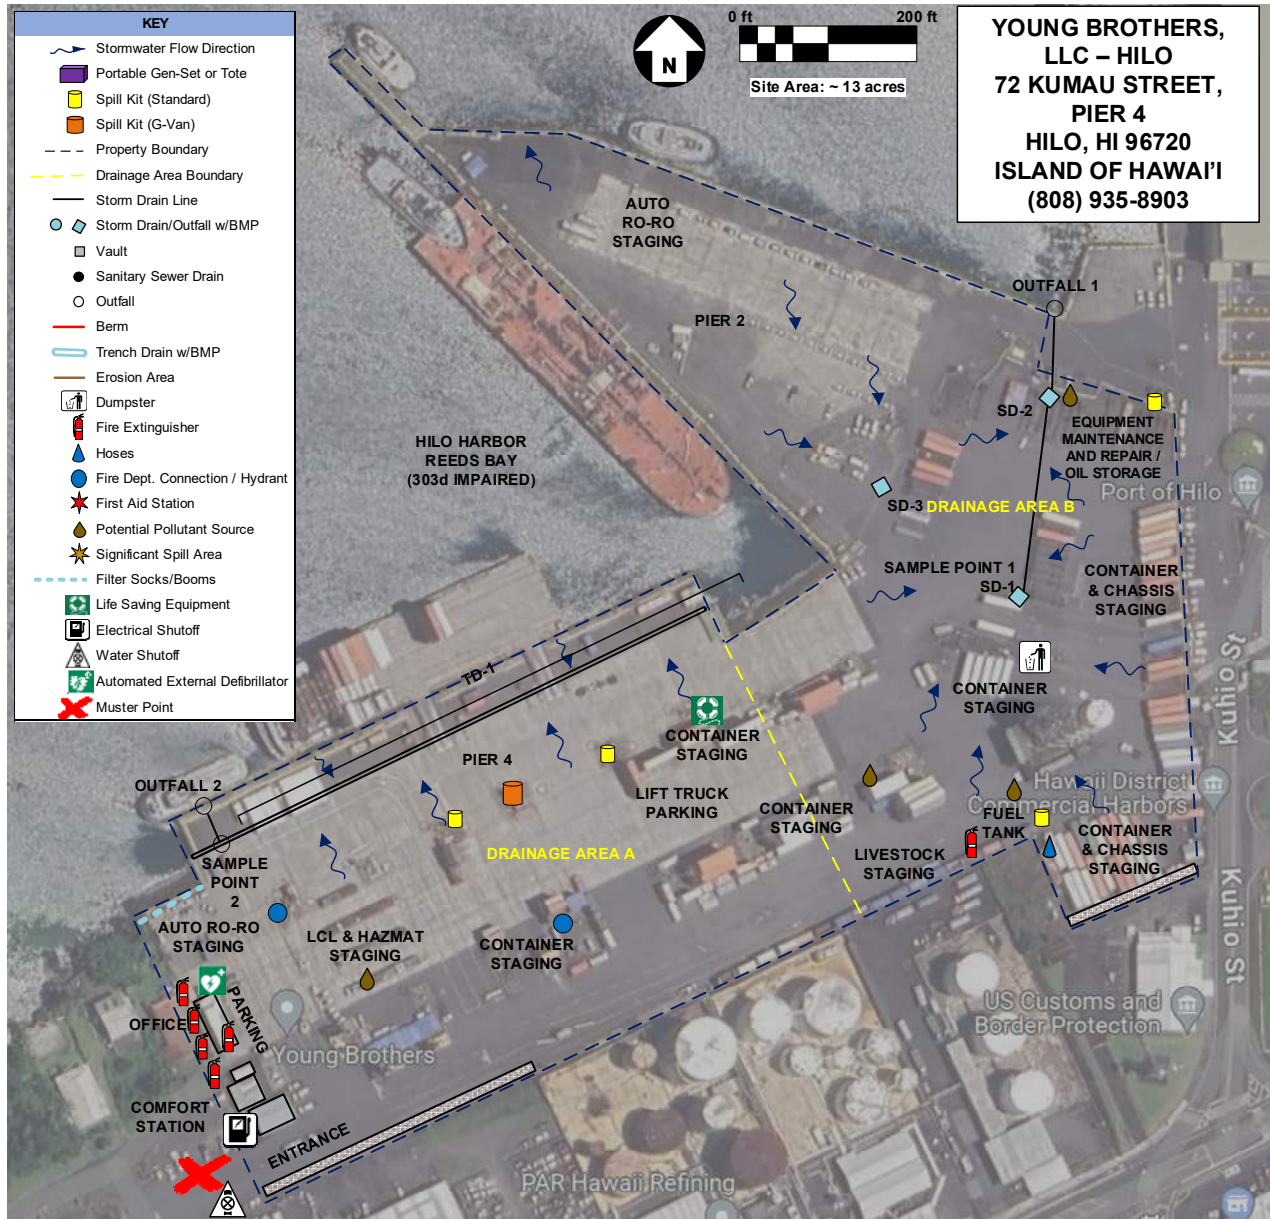 KEY
Stormwater Flow Direction
Portable Gen-Set or Tote
Spill Kit (Standard)
Spill Kit (G-Van)
Property Boundary
Drainage Area Boundary
Storm Drain Line
Storm Drain/Outfall w/BMP
Vault
Sanitary Sewer Drain
Outfall
Berm
Trench Drain w/BMP
Erosion Area
Dumpster
Fire Extinguisher
Hoses
Fire Dept. Connection / Hydrant
First Aid Station
Potential Pollutant Source
Significant Spill Area
Filter Socks/Booms
Life Saving Equipment
Electrical Shutoff
Water Shutoff
Automated External Defibrillator
Muster Point
N
0 ft 200 ft
Site Area: ~ 13 acres
YOUNG BROTHERS,
LLC – HILO
72 KUMAU STREET,
PIER 4
HILO, HI 96720
ISLAND OF HAWAI'I
(808) 935-8903
AUTO
RO-RO
STAGING
OUTFALL 1
PIER 2
SD-2
EQUIPMENT
MAINTENANCE
AND REPAIR /
OIL STORAGE
HILO HARBOR
REEDS BAY
(303d IMPAIRED)
Port of Hilo
SD-3
DRAINAGE AREA B
SAMPLE POINT 1
SD-1
CONTAINER
& CHASSIS
STAGING
Kuhio St
TD-1
CONTAINER
STAGING
CONTAINER
STAGING
PIER 4
OUTFALL 2
LIFT TRUCK
PARKING
CONTAINER
STAGING
Hawaii District
Commercial Harbors
FUEL
TANK
CONTAINER
& CHASSIS
STAGING
SAMPLE
POINT
2
DRAINAGE AREA A
LIVESTOCK
STAGING
Kuhio St
AUTO RO-RO
STAGING
LCL & HAZMAT
STAGING
CONTAINER
STAGING
PARKING
OFFICE
Young Brothers
US Customs and
Border Protection
COMFORT
STATION
ENTRANCE
PAR Hawaii Refining